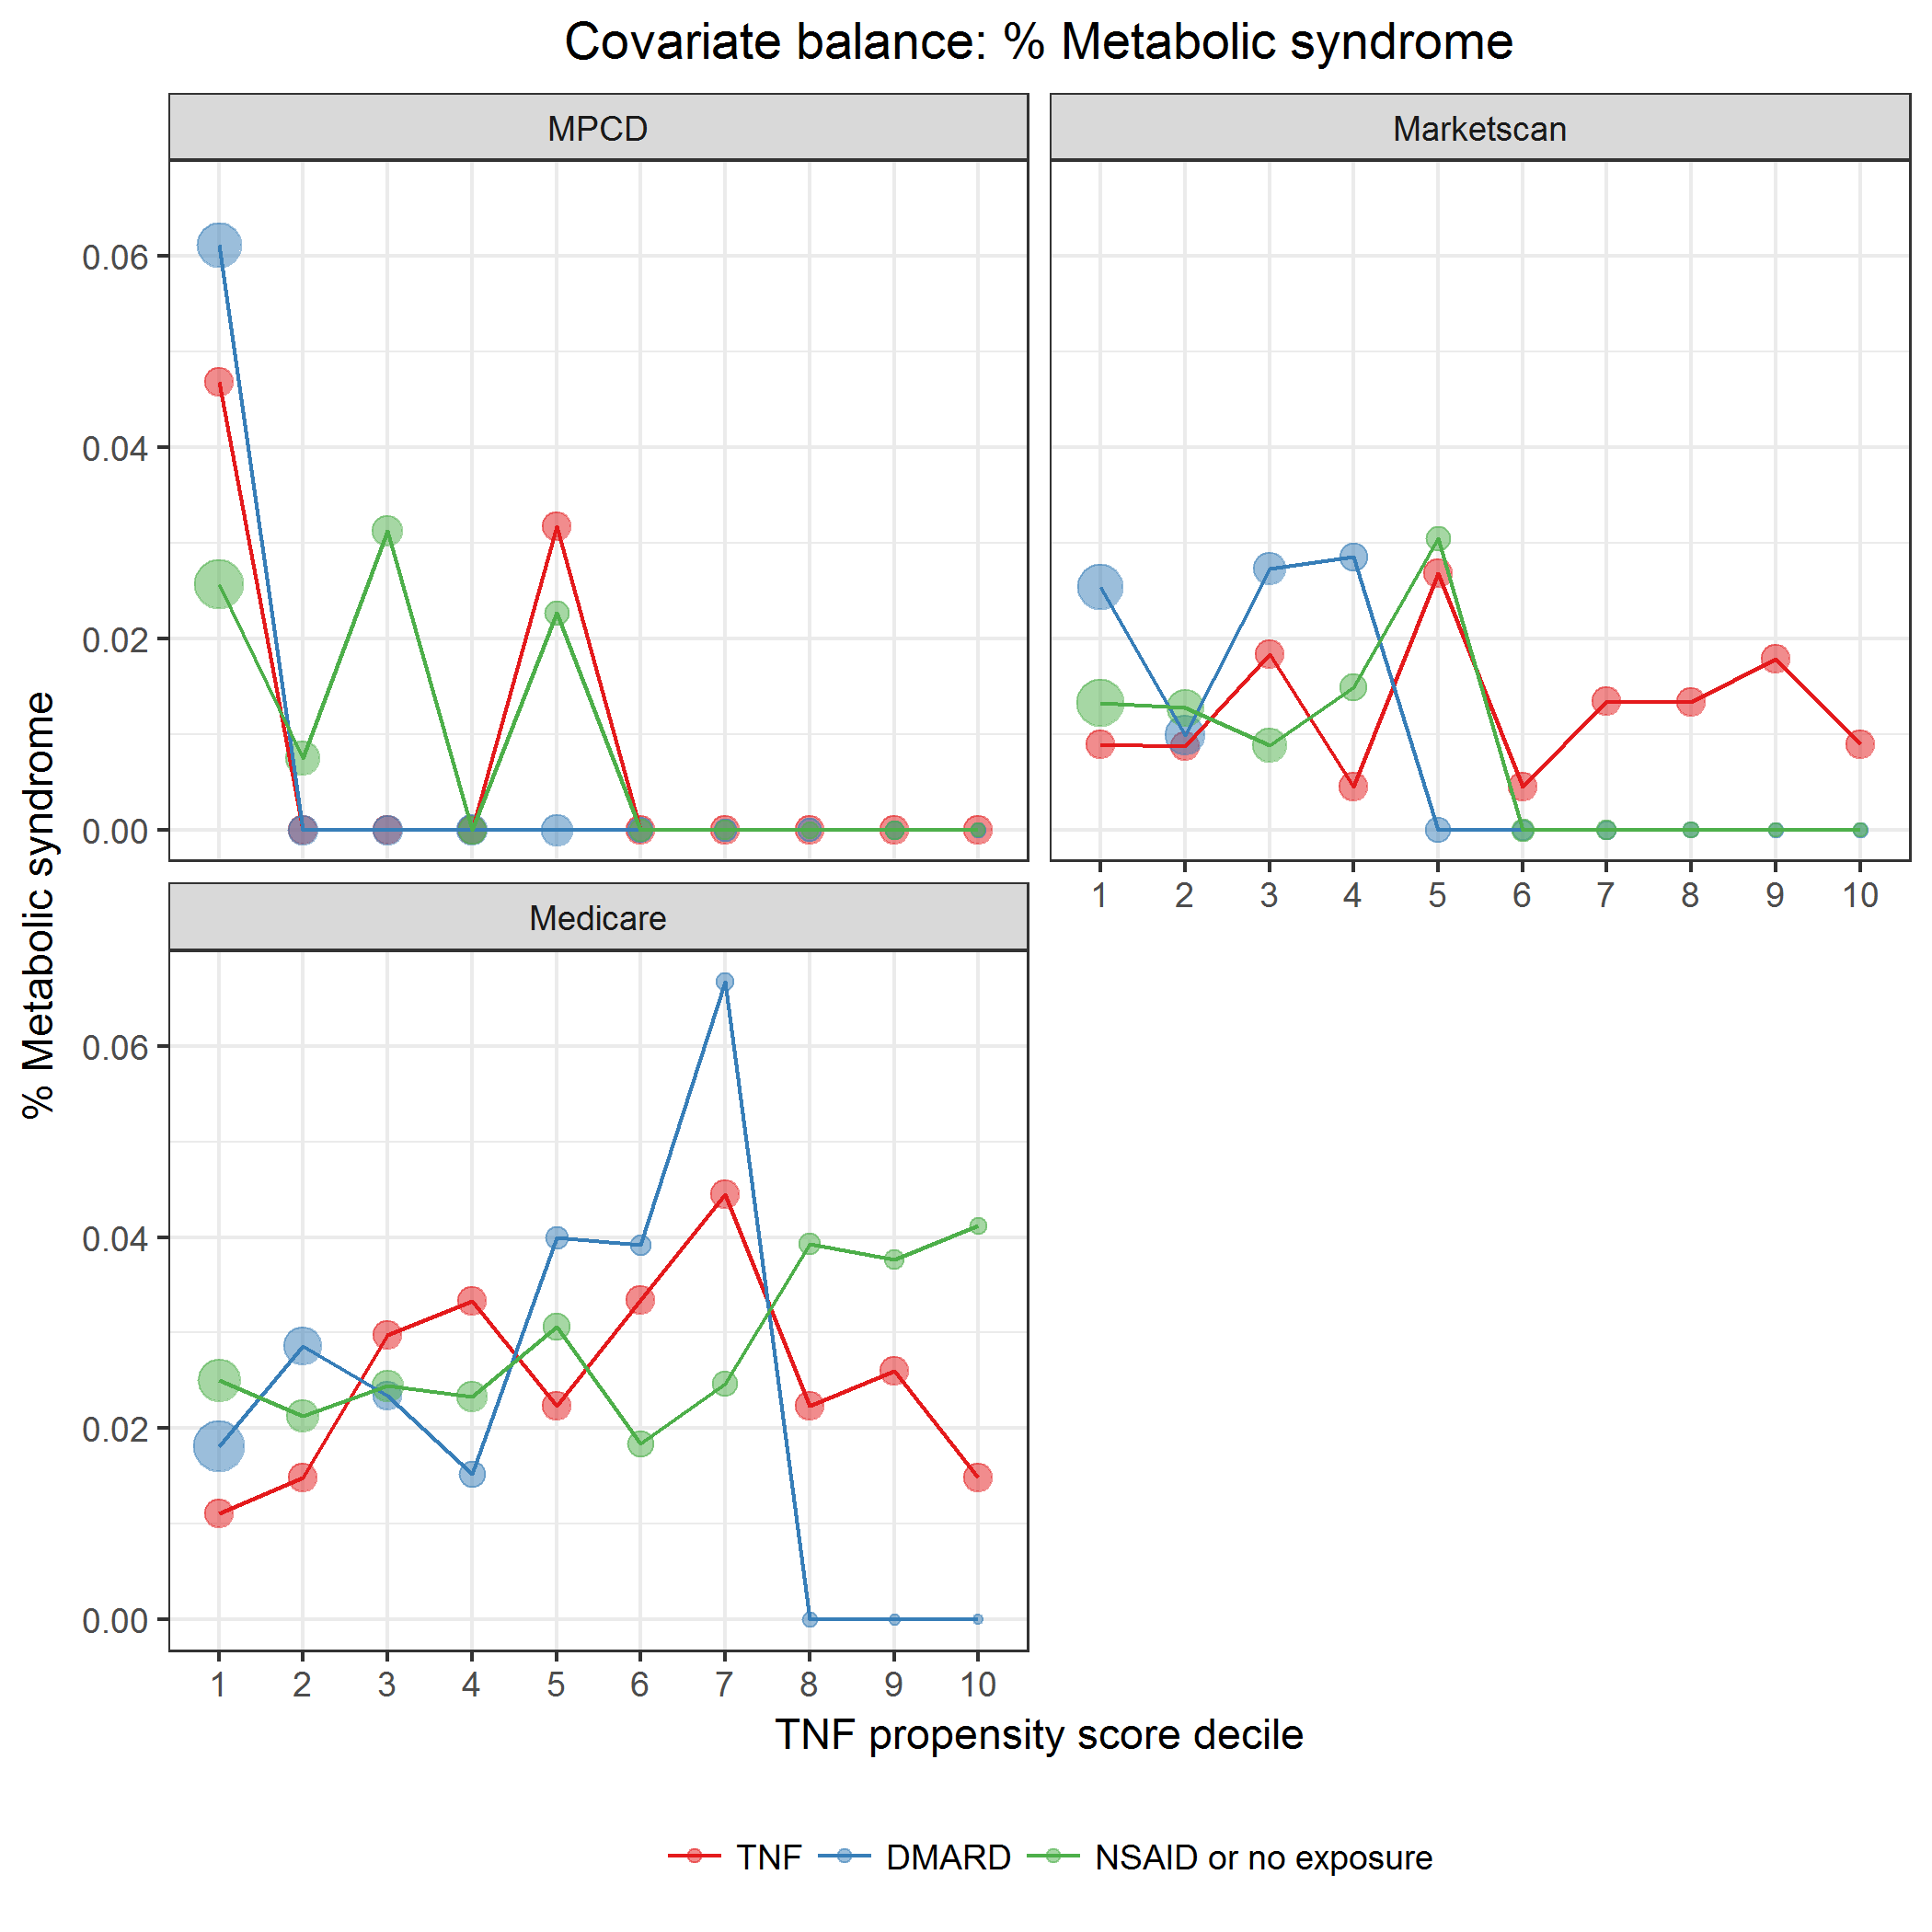 Covariate balance: % Metabolic syndrome
MPCD
Marketscan
0.06
0.04
0.02
0.00
1 2 3 4 5 6 7 8 9 10
Medicare
0.06
0.04
0.02
0.00
1 2 3 4 5 6 7 8 9 10
% Metabolic syndrome
TNF propensity score decile
TNF DMARD NSAID or no exposure